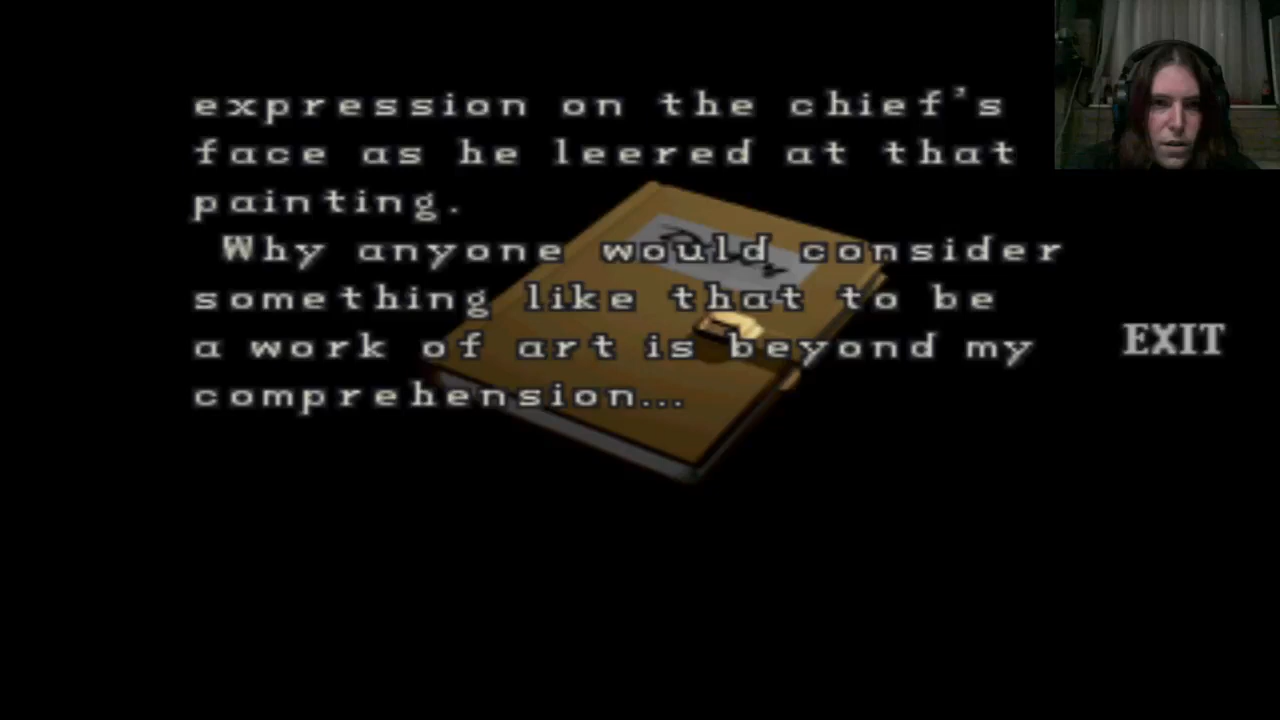 expression on the chief's
face as he leered at that
painting.
Why anyone would consider
something like that to be
a work of art is beyond my
comprehension...
EXIT
Diary